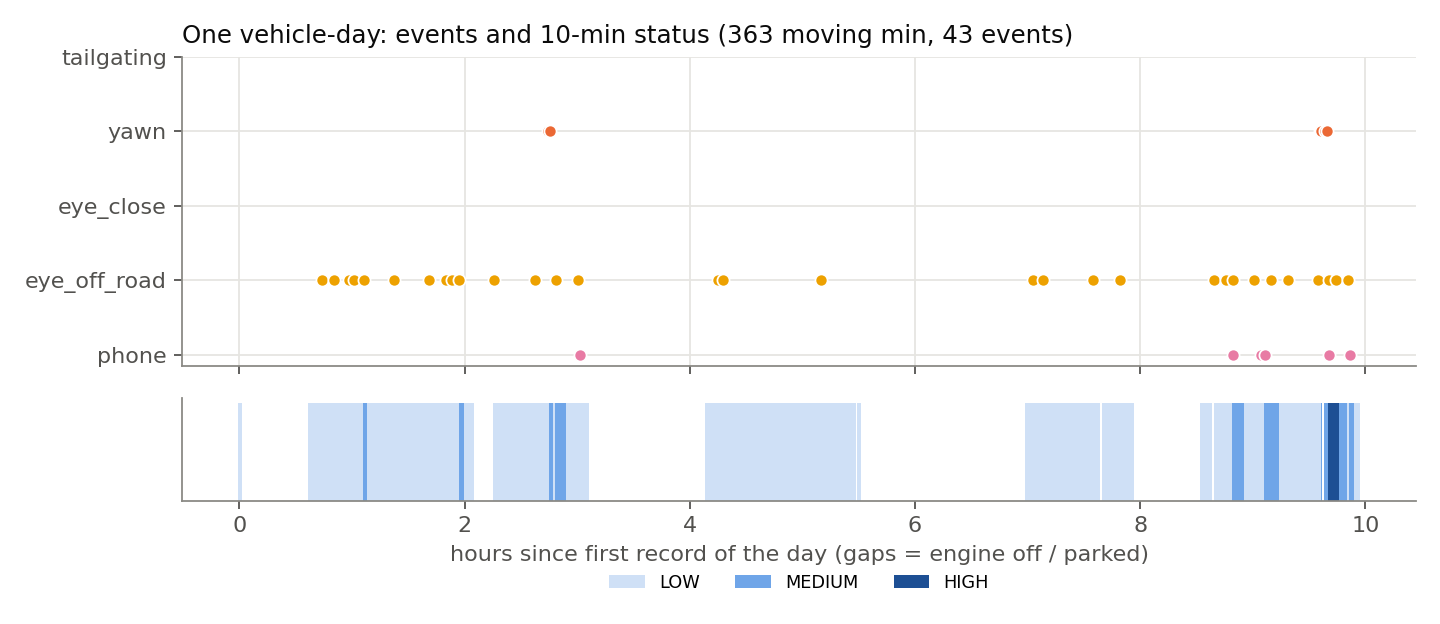 One vehicle-day: events and 10-min status (363 moving min, 43 events)
tailgating
yawn
eye_close
eye_off_road
phone
0 2 4 6 8 10
hours since first record of the day (gaps = engine off / parked)
LOW MEDIUM HIGH